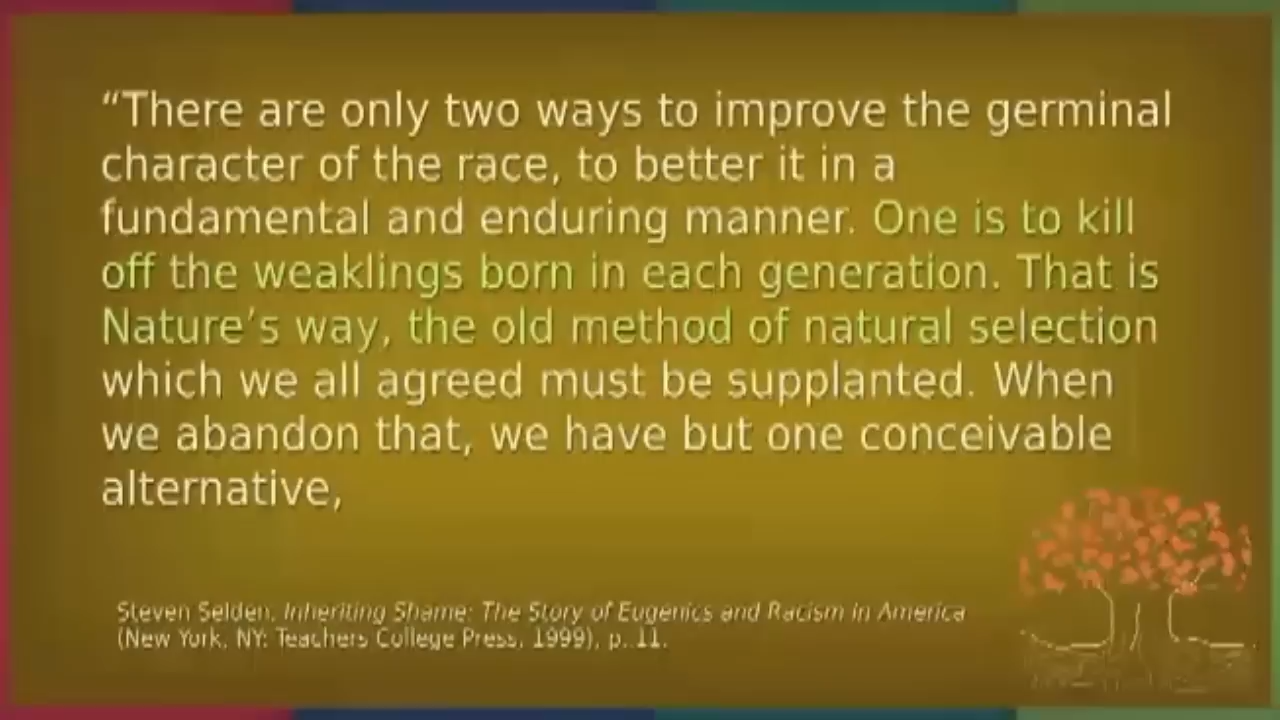 “There are only two ways to improve the germinal
character of the race, to better it in a
fundamental and enduring manner. One is to kill
off the weaklings born in each generation. That is
Nature’s way, the old method of natural selection
which we all agreed must be supplanted. When
we abandon that, we have but one conceivable
alternative,
Steven Selden, Inheriting Shame: The Story of Eugenics and Racism in America
(New York, NY: Teachers College Press, 1999), p. 11.